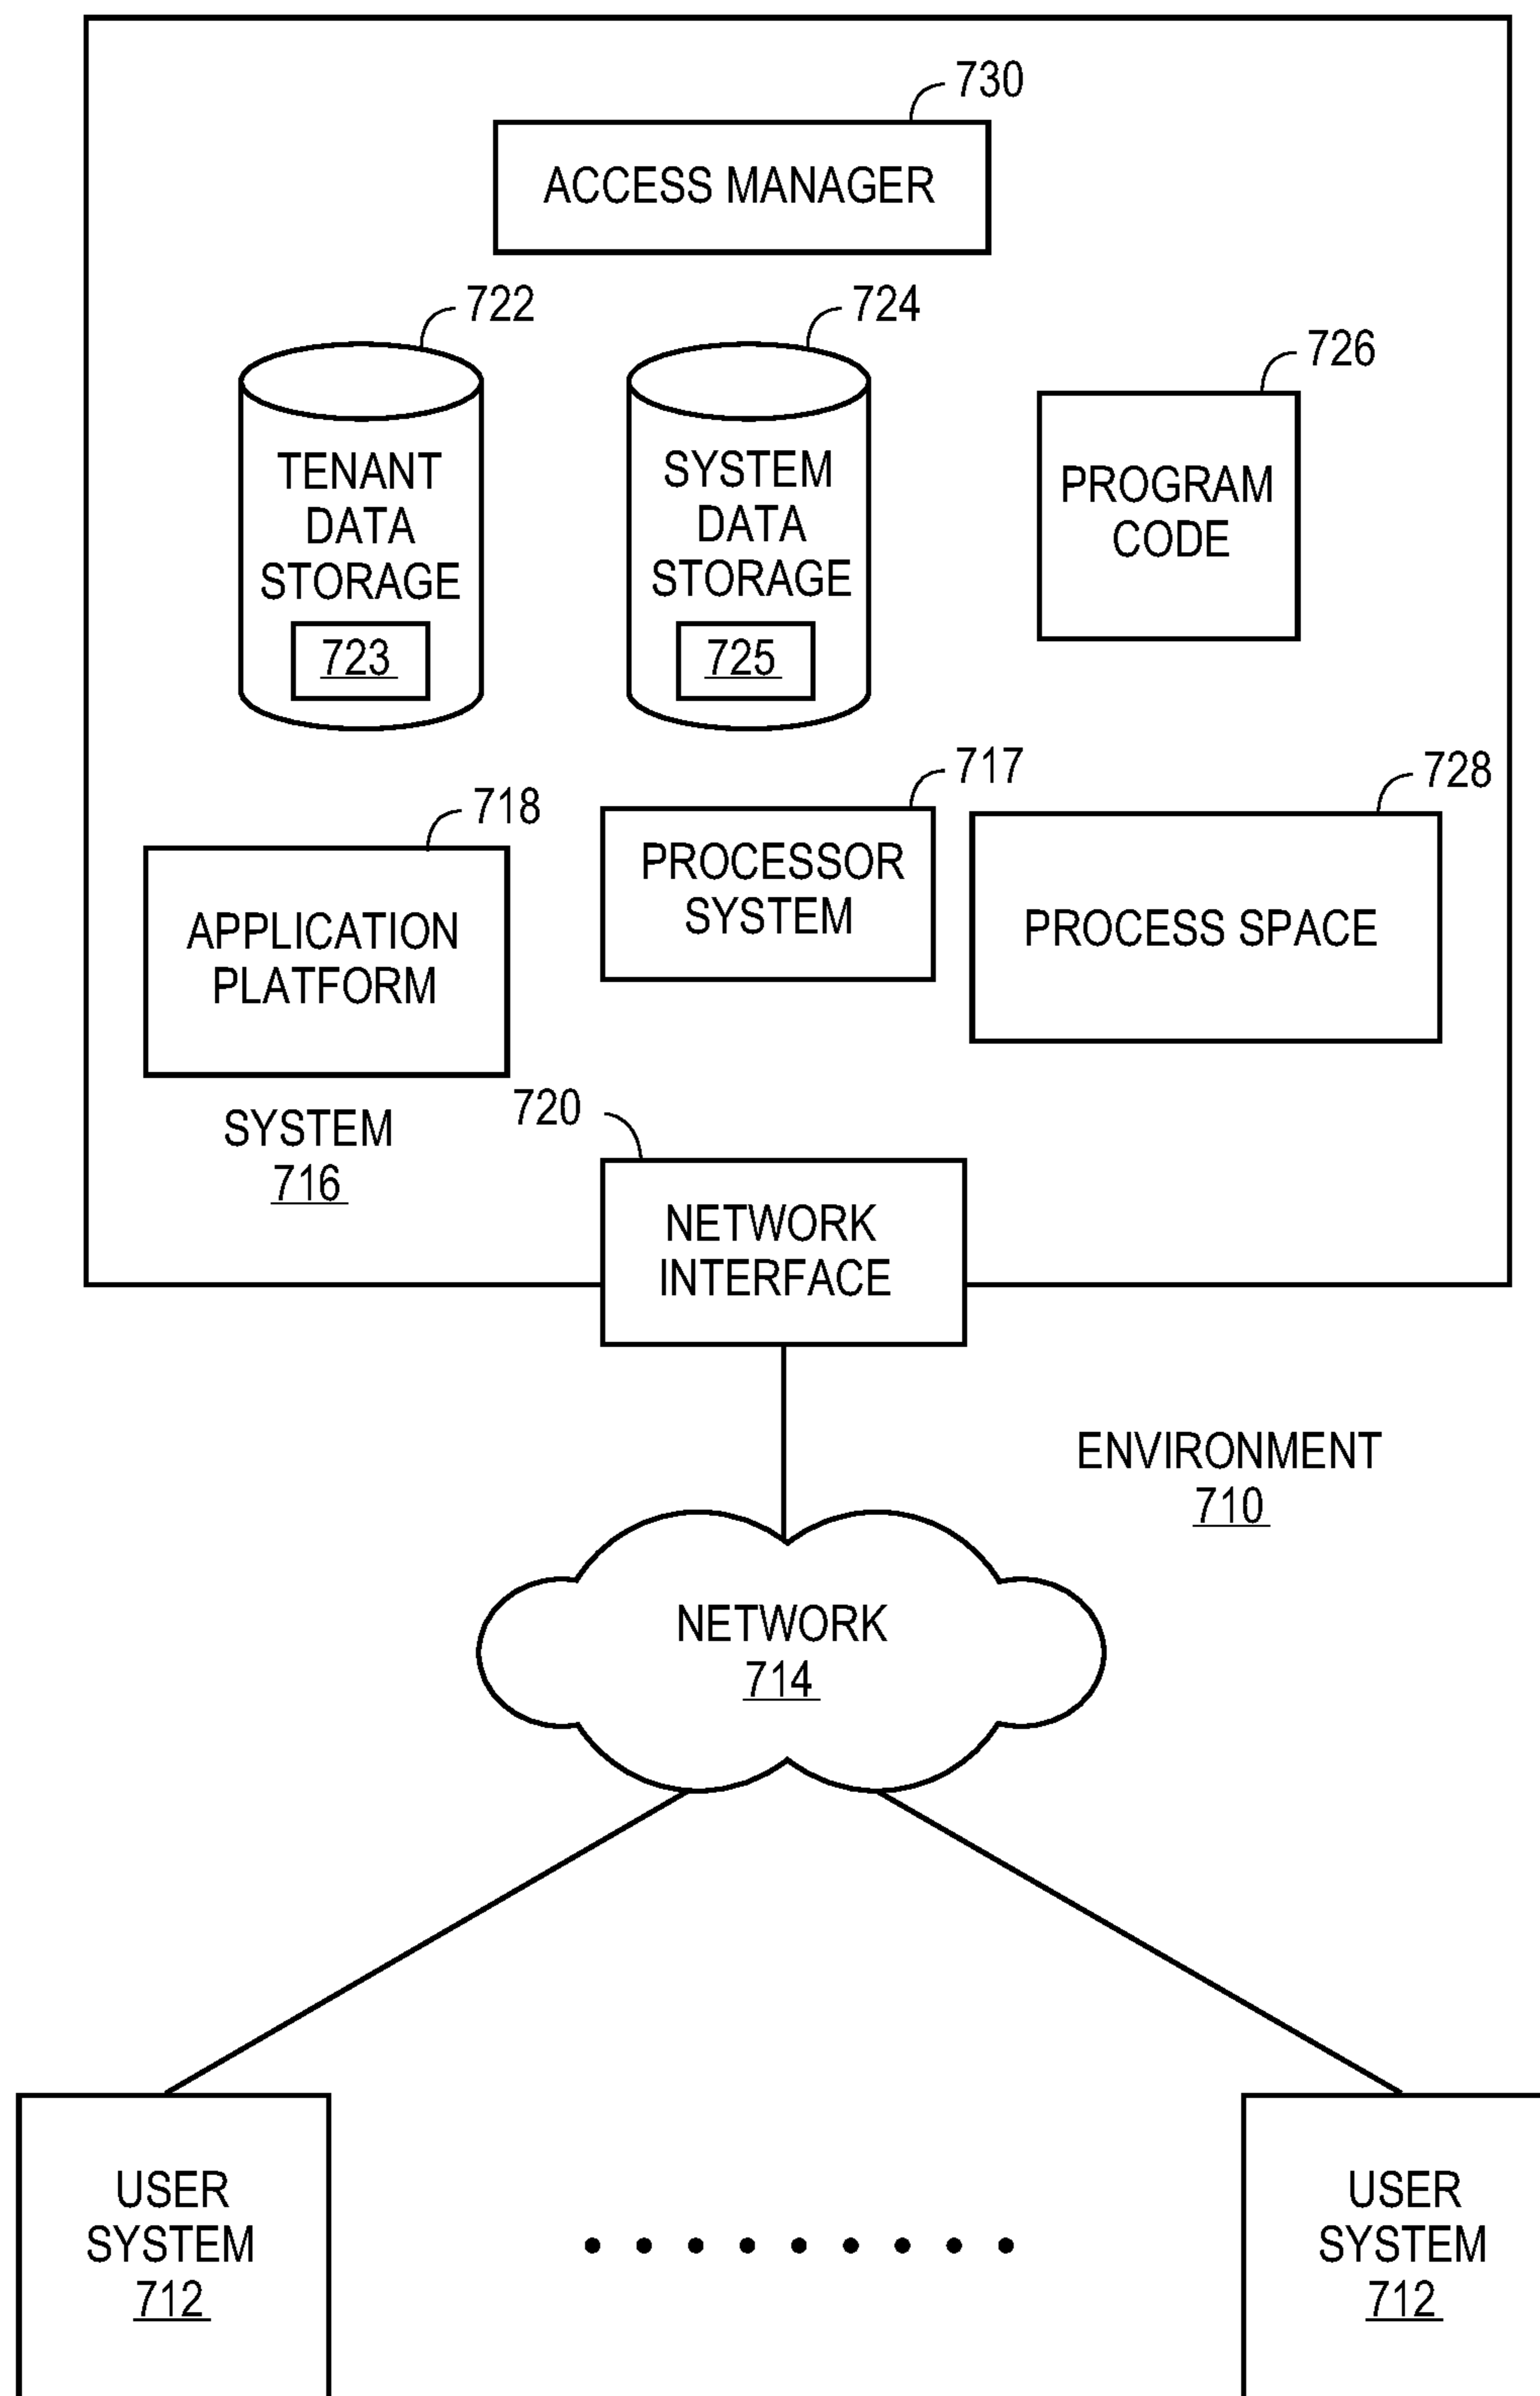 730
ACCESS MANAGER
722
724
726
TENANT
DATA
STORAGE
723
SYSTEM
DATA
STORAGE
725
PROGRAM
CODE
718
717
728
APPLICATION
PLATFORM
PROCESSOR
SYSTEM
PROCESS SPACE
SYSTEM
716
720
NETWORK
INTERFACE
ENVIRONMENT
710
NETWORK
714
USER
SYSTEM
712
USER
SYSTEM
712